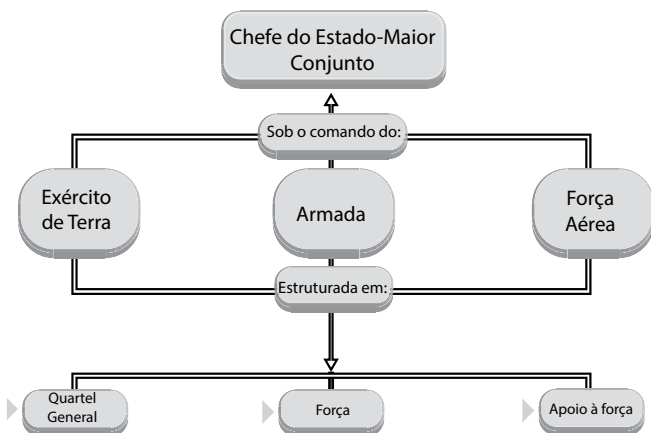 Chefe do Estado-Maior
Conjunto
Sob o comando do:
Exército
de Terra
Armada
Força
Aérea
Estruturada em:
Quartel
General
Força
Apoio à força